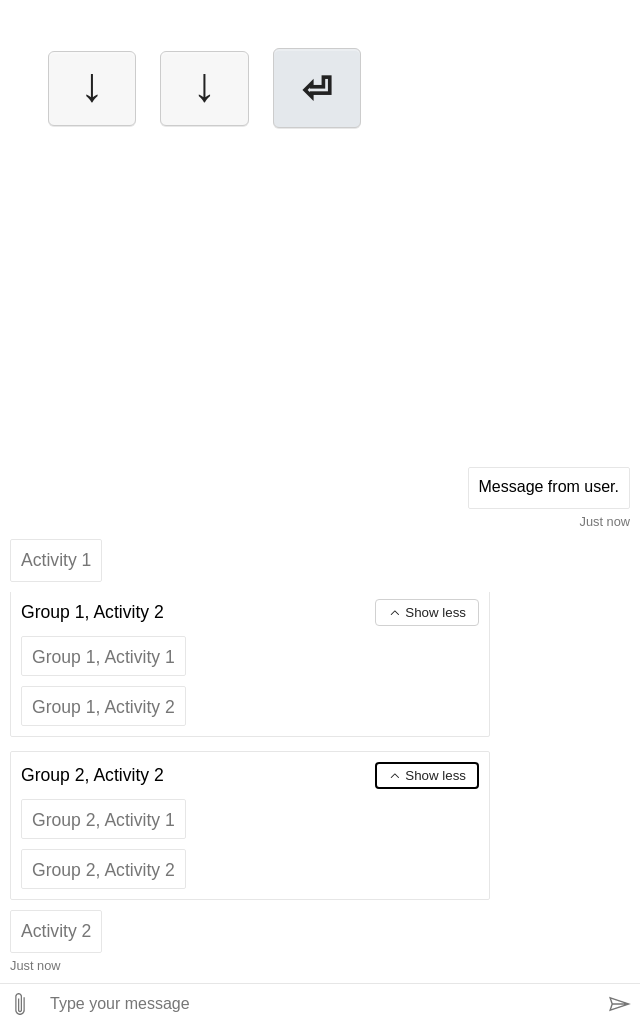 ↓ ↓ ⏎
Message from user.
Just now
Activity 1
Group 1, Activity 2
Show less
Group 1, Activity 1
Group 1, Activity 2
Group 2, Activity 2
Show less
Group 2, Activity 1
Group 2, Activity 2
Activity 2
Just now
Type your message